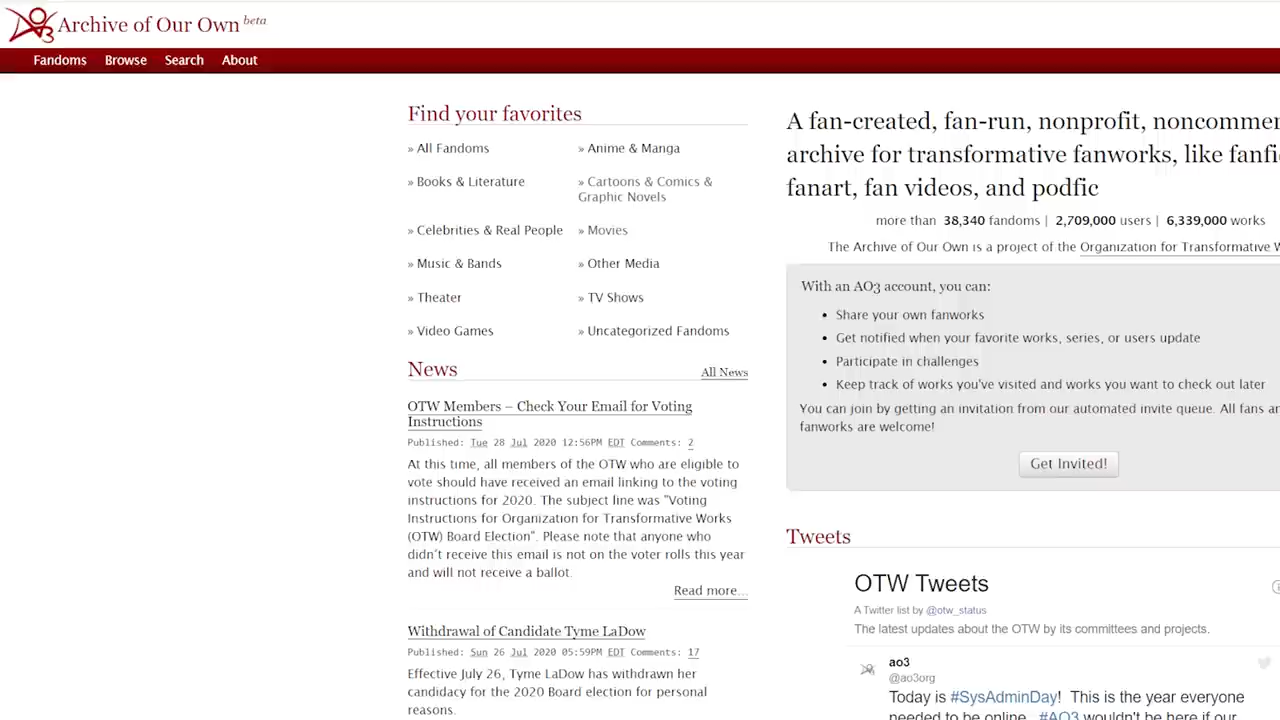 Archive of Our Own beta
Fandoms Browse Search About
Find your favorites
» All Fandoms
» Anime & Manga
» Books & Literature
» Cartoons & Comics &
Graphic Novels
» Celebrities & Real People
» Movies
» Music & Bands
» Other Media
» Theater
» TV Shows
» Video Games
» Uncategorized Fandoms
News
All News
OTW Members – Check Your Email for Voting
Instructions
Published: Tue 28 Jul 2020 12:56PM EDT Comments: 2
At this time, all members of the OTW who are eligible to
vote should have received an email linking to the voting
instructions for 2020. The subject line was "Voting
Instructions for Organization for Transformative Works
(OTW) Board Election". Please note that anyone who
didn't receive this email is not on the voter rolls this year
and will not receive a ballot.
Read more...
Withdrawal of Candidate Tyme LaDow
Published: Sun 26 Jul 2020 05:59PM EDT Comments: 17
Effective July 26, Tyme LaDow has withdrawn her
candidacy for the 2020 Board election for personal
reasons.
A fan-created, fan-run, nonprofit, noncommer
archive for transformative fanworks, like fanfi
fanart, fan videos, and podfic
more than 38,340 fandoms | 2,709,000 users | 6,339,000 works
The Archive of Our Own is a project of the Organization for Transformative W
With an AO3 account, you can:
• Share your own fanworks
• Get notified when your favorite works, series, or users update
• Participate in challenges
• Keep track of works you've visited and works you want to check out later
You can join by getting an invitation from our automated invite queue. All fans an
fanworks are welcome!
Get Invited!
Tweets
OTW Tweets
A Twitter list by @otw_status
The latest updates about the OTW by its committees and projects.
ao3
@ao3org
Today is #SysAdminDay! This is the year everyone
needed to be online. #AO3 wouldn't be here if our